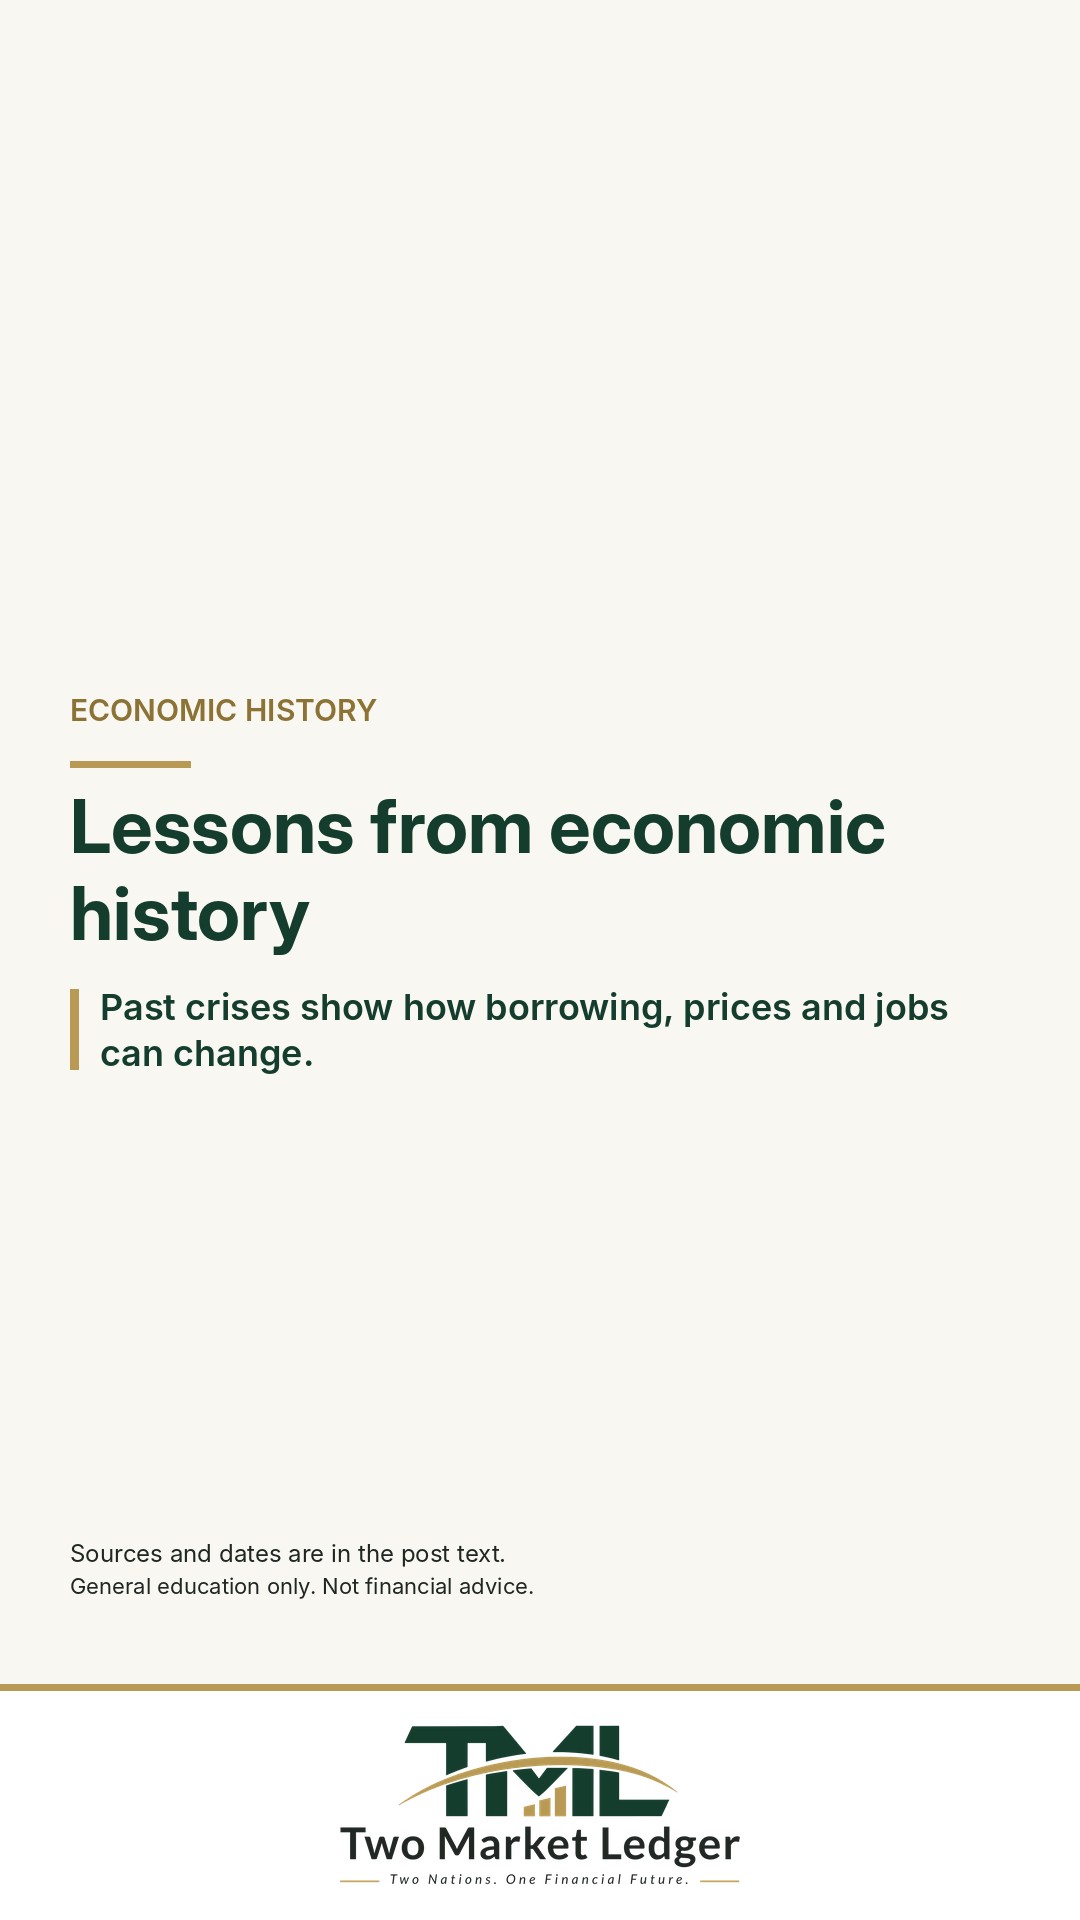 ECONOMIC HISTORY
Lessons from economic
history
Past crises show how borrowing, prices and jobs
can change.
Sources and dates are in the post text.
General education only. Not financial advice.
TML
Two Market Ledger
Two Nations. One Financial Future.